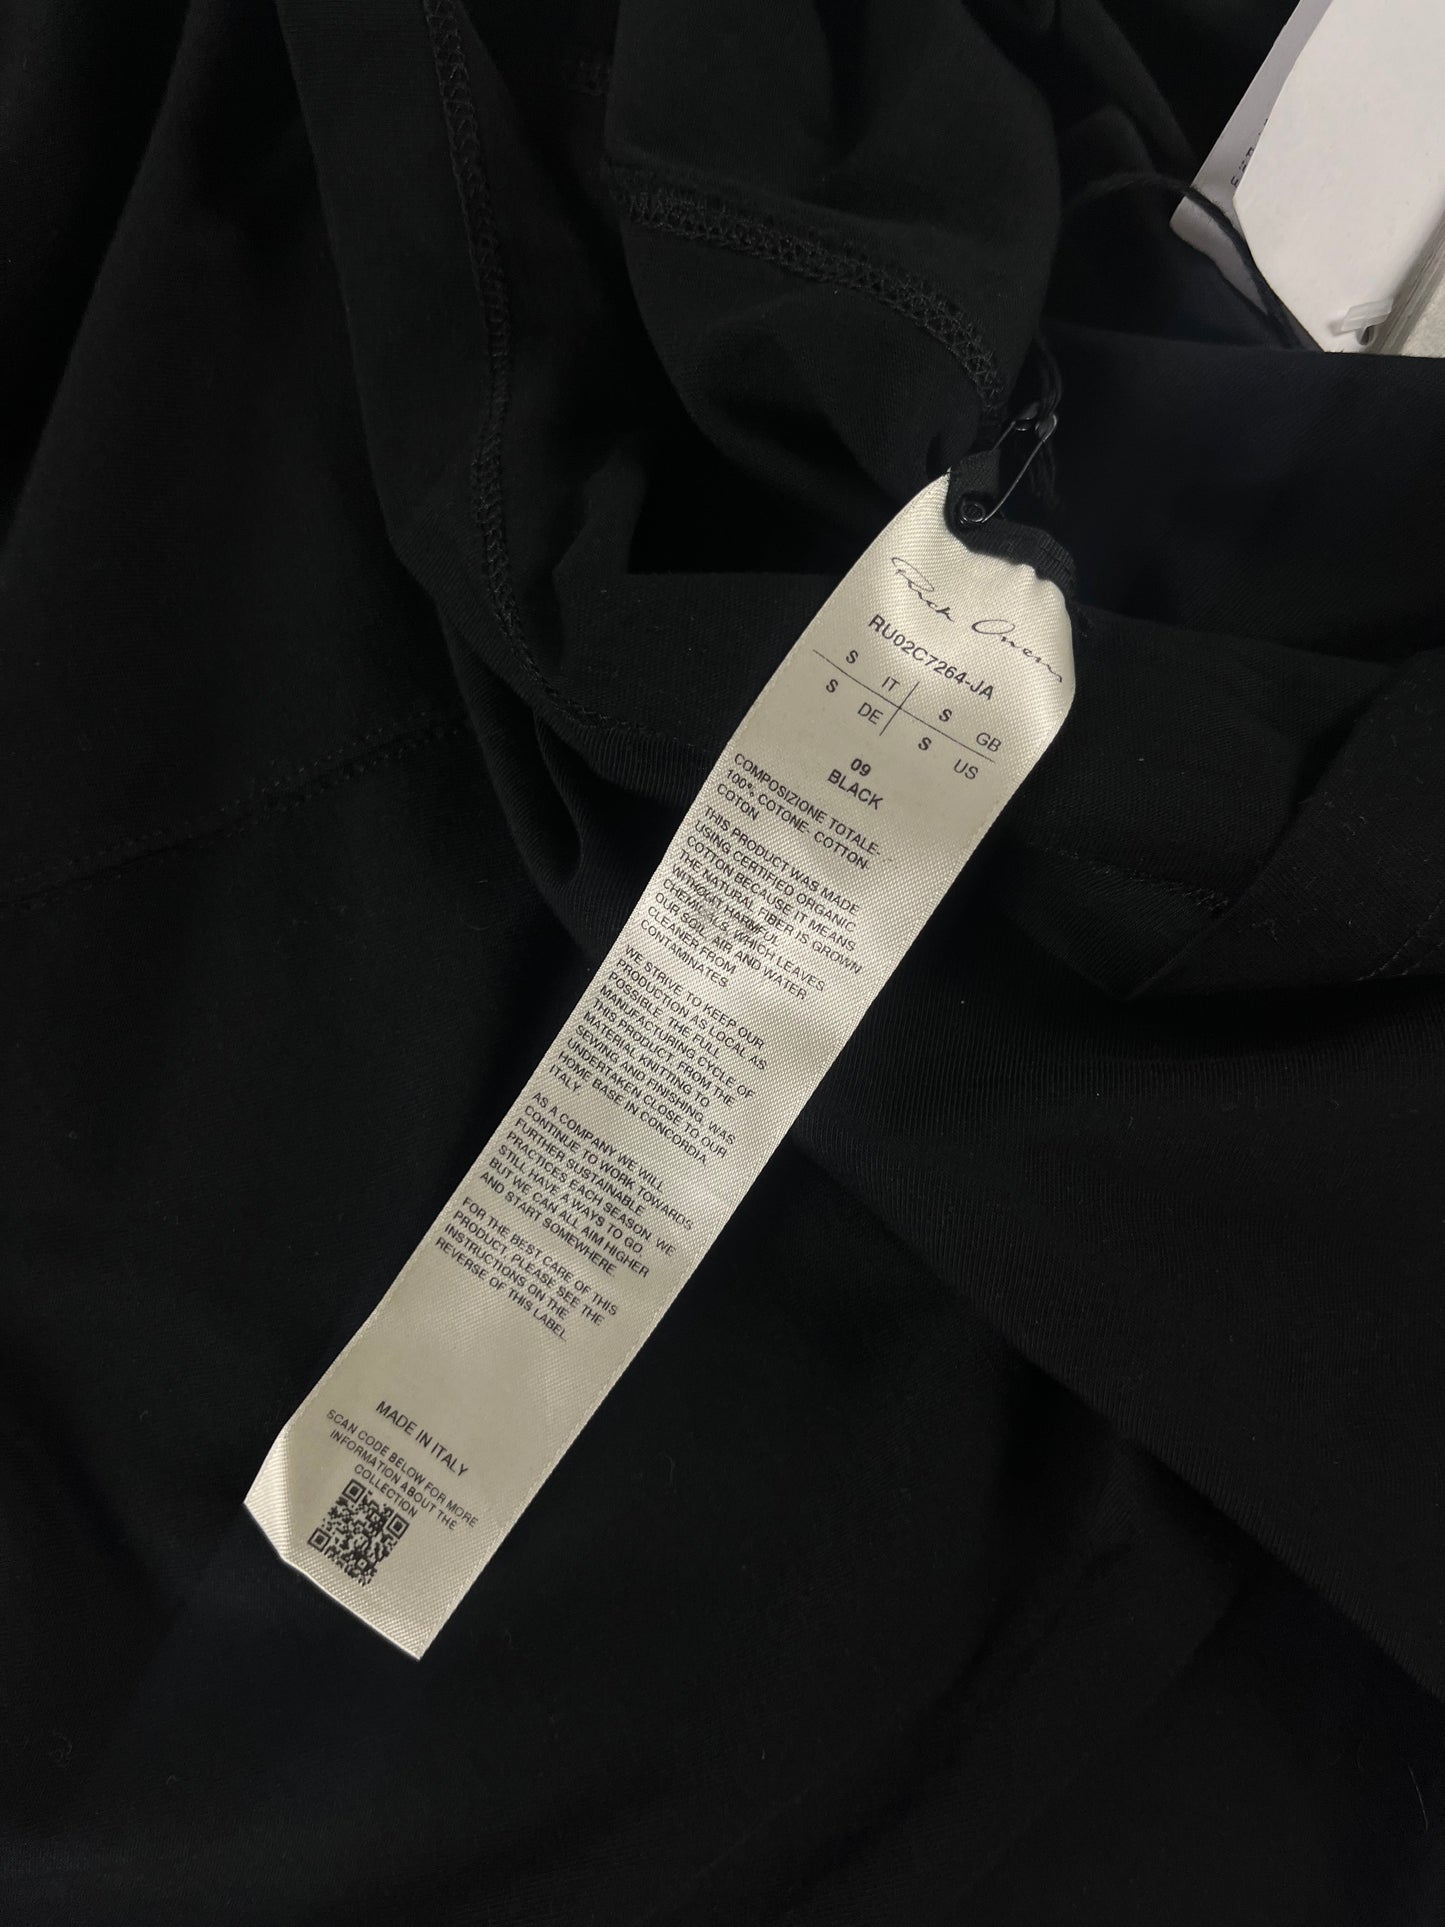 Rick Owens
RU02C7264-JA
S IT S GB
S DE S US
09
BLACK
COMPOSIZIONE TOTALE-
100% COTONE- COTTON-
COTON
THIS PRODUCT WAS MADE
USING CERTIFIED ORGANIC
COTTON BECAUSE IT MEANS
THE NATURAL FIBER IS GROWN
WITHOUT HARMFUL
CHEMICALS, WHICH LEAVES
OUR SOIL, AIR, AND WATER
CLEANER FROM
CONTAMINATES.
WE STRIVE TO KEEP OUR
PRODUCTION AS LOCAL AS
POSSIBLE. THE FULL
MANUFACTURING CYCLE OF
THIS PRODUCT, FROM THE
MATERIAL KNITTING TO
SEWING, AND FINISHING, WAS
UNDERTAKEN CLOSE TO OUR
HOME BASE IN CONCORDIA,
ITALY.
AS A COMPANY WE WILL
CONTINUE TO WORK TOWARDS
FURTHER SUSTAINABLE
PRACTICES EACH SEASON. WE
STILL HAVE A WAYS TO GO.
BUT WE CAN ALL AIM HIGHER
AND START SOMEWHERE.
FOR THE BEST CARE OF THIS
PRODUCT, PLEASE SEE THE
INSTRUCTIONS ON THE
REVERSE OF THIS LABEL.
MADE IN ITALY
SCAN CODE BELOW FOR MORE
INFORMATION ABOUT THE
COLLECTION